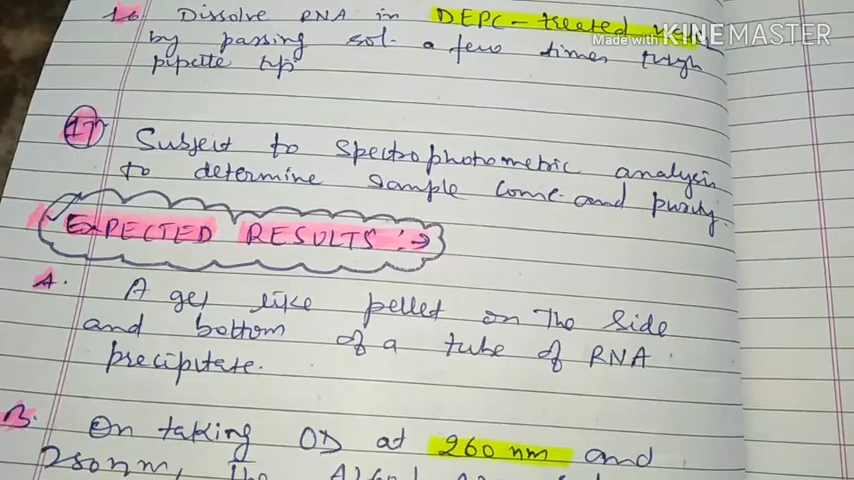 16. Dissolve RNA in DEPC-treated
Made with KINEMASTER
by passing sol. a few times
pipette tip
17. Subject to spectrophotometric analysis
to determine sample conc. and purity.
EXPECTED RESULTS :→
A. A gel like pellet on The side
and bottom of a tube of RNA
precipitate.
B. On taking OD at 260 nm and
280nm, the